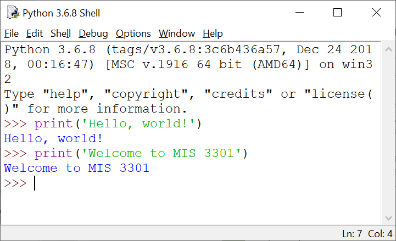 Python 3.6.8 Shell
File Edit Shell Debug Options Window Help
Python 3.6.8 (tags/v3.6.8:3c6b436a57, Dec 24 201
8, 00:16:47) [MSC v.1916 64 bit (AMD64)] on win3
2
Type "help", "copyright", "credits" or "license(
)" for more information.
>>> print('Hello, world!')
Hello, world!
>>> print('Welcome to MIS 3301')
Welcome to MIS 3301
>>>
Ln: 7 Col: 4